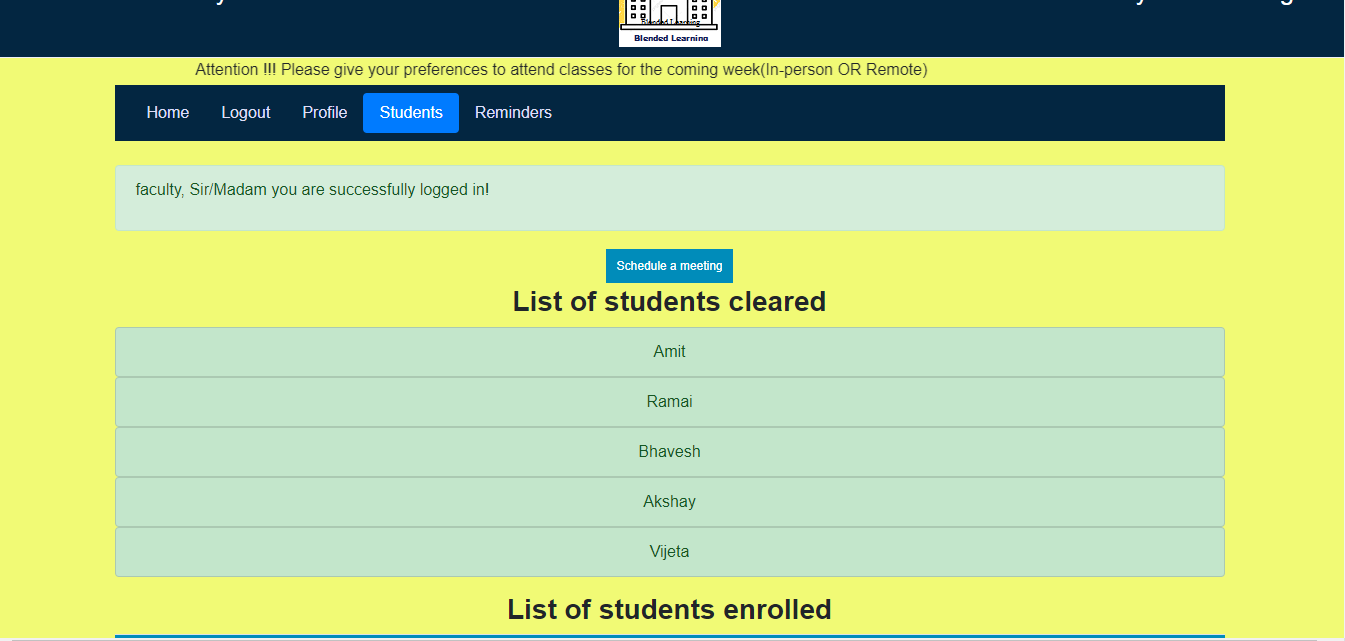 Blended Learning
Blended Learning
Attention !!! Please give your preferences to attend classes for the coming week(In-person OR Remote)
Home Logout Profile Students Reminders
faculty, Sir/Madam you are successfully logged in!
Schedule a meeting
List of students cleared
Amit
Ramai
Bhavesh
Akshay
Vijeta
List of students enrolled